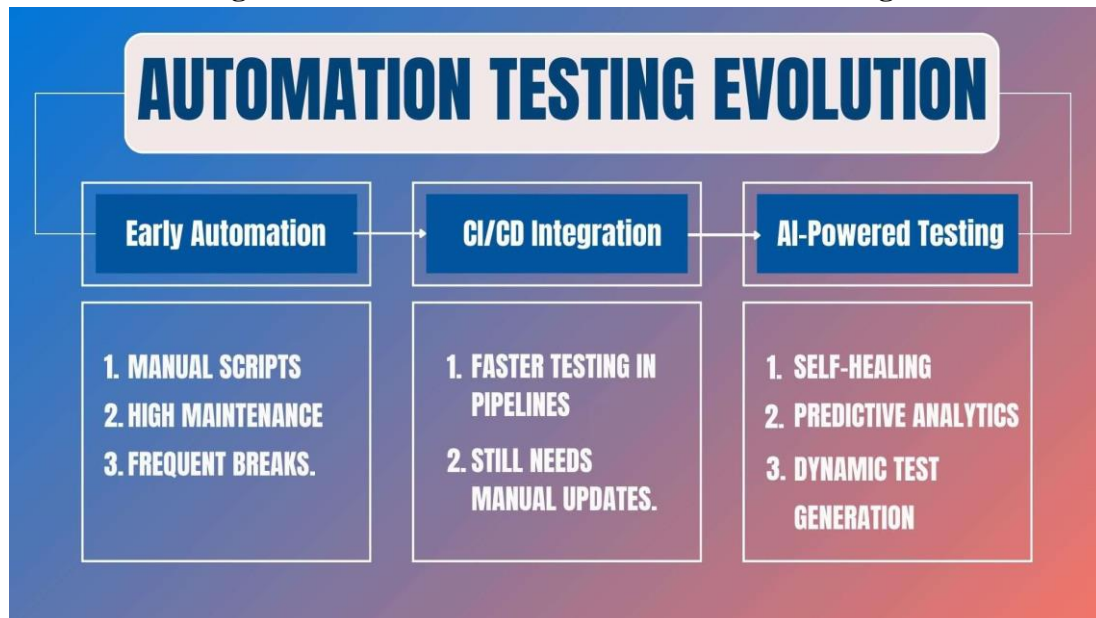 AUTOMATION TESTING EVOLUTION
Early Automation
CI/CD Integration
AI-Powered Testing
1. MANUAL SCRIPTS
2. HIGH MAINTENANCE
3. FREQUENT BREAKS.
1. FASTER TESTING IN
PIPELINES
2. STILL NEEDS
MANUAL UPDATES.
1. SELF-HEALING
2. PREDICTIVE ANALYTICS
3. DYNAMIC TEST
GENERATION